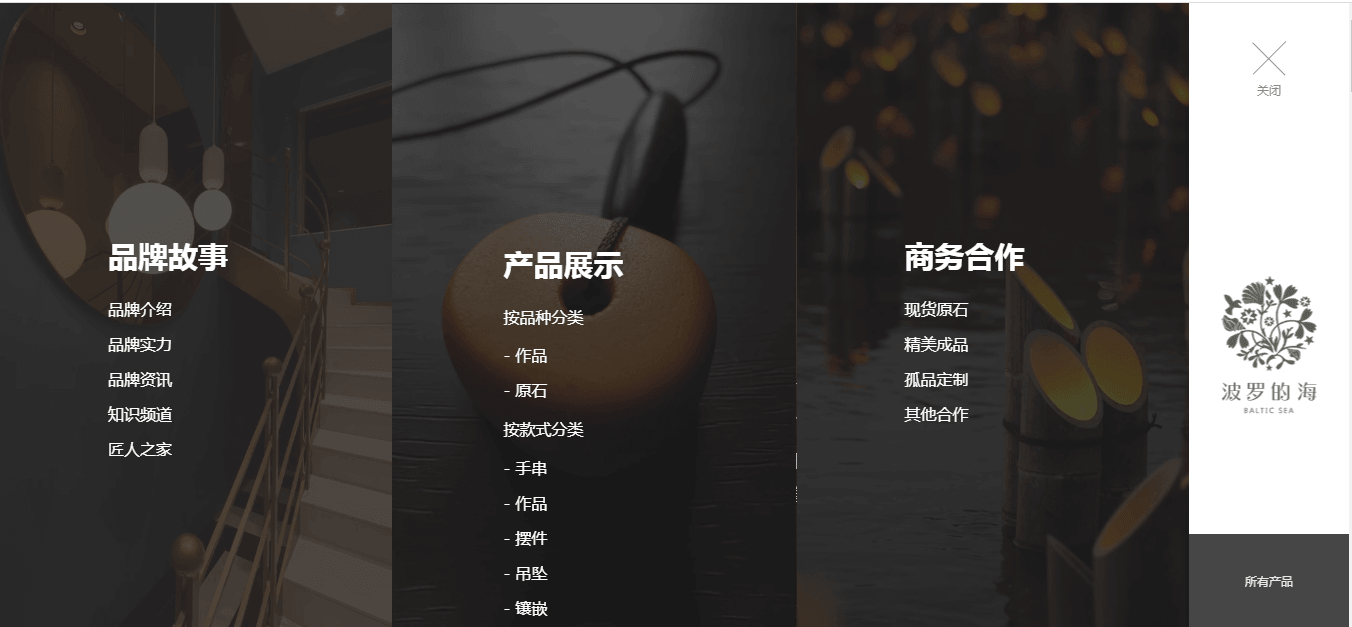 品牌故事
品牌介绍
品牌实力
品牌资讯
知识频道
匠人之家
产品展示
按品种分类
- 作品
- 原石
按款式分类
- 手串
- 作品
- 摆件
- 吊坠
- 镶嵌
商务合作
现货原石
精美成品
孤品定制
其他合作
关闭
波罗的海
BALTIC SEA
所有产品